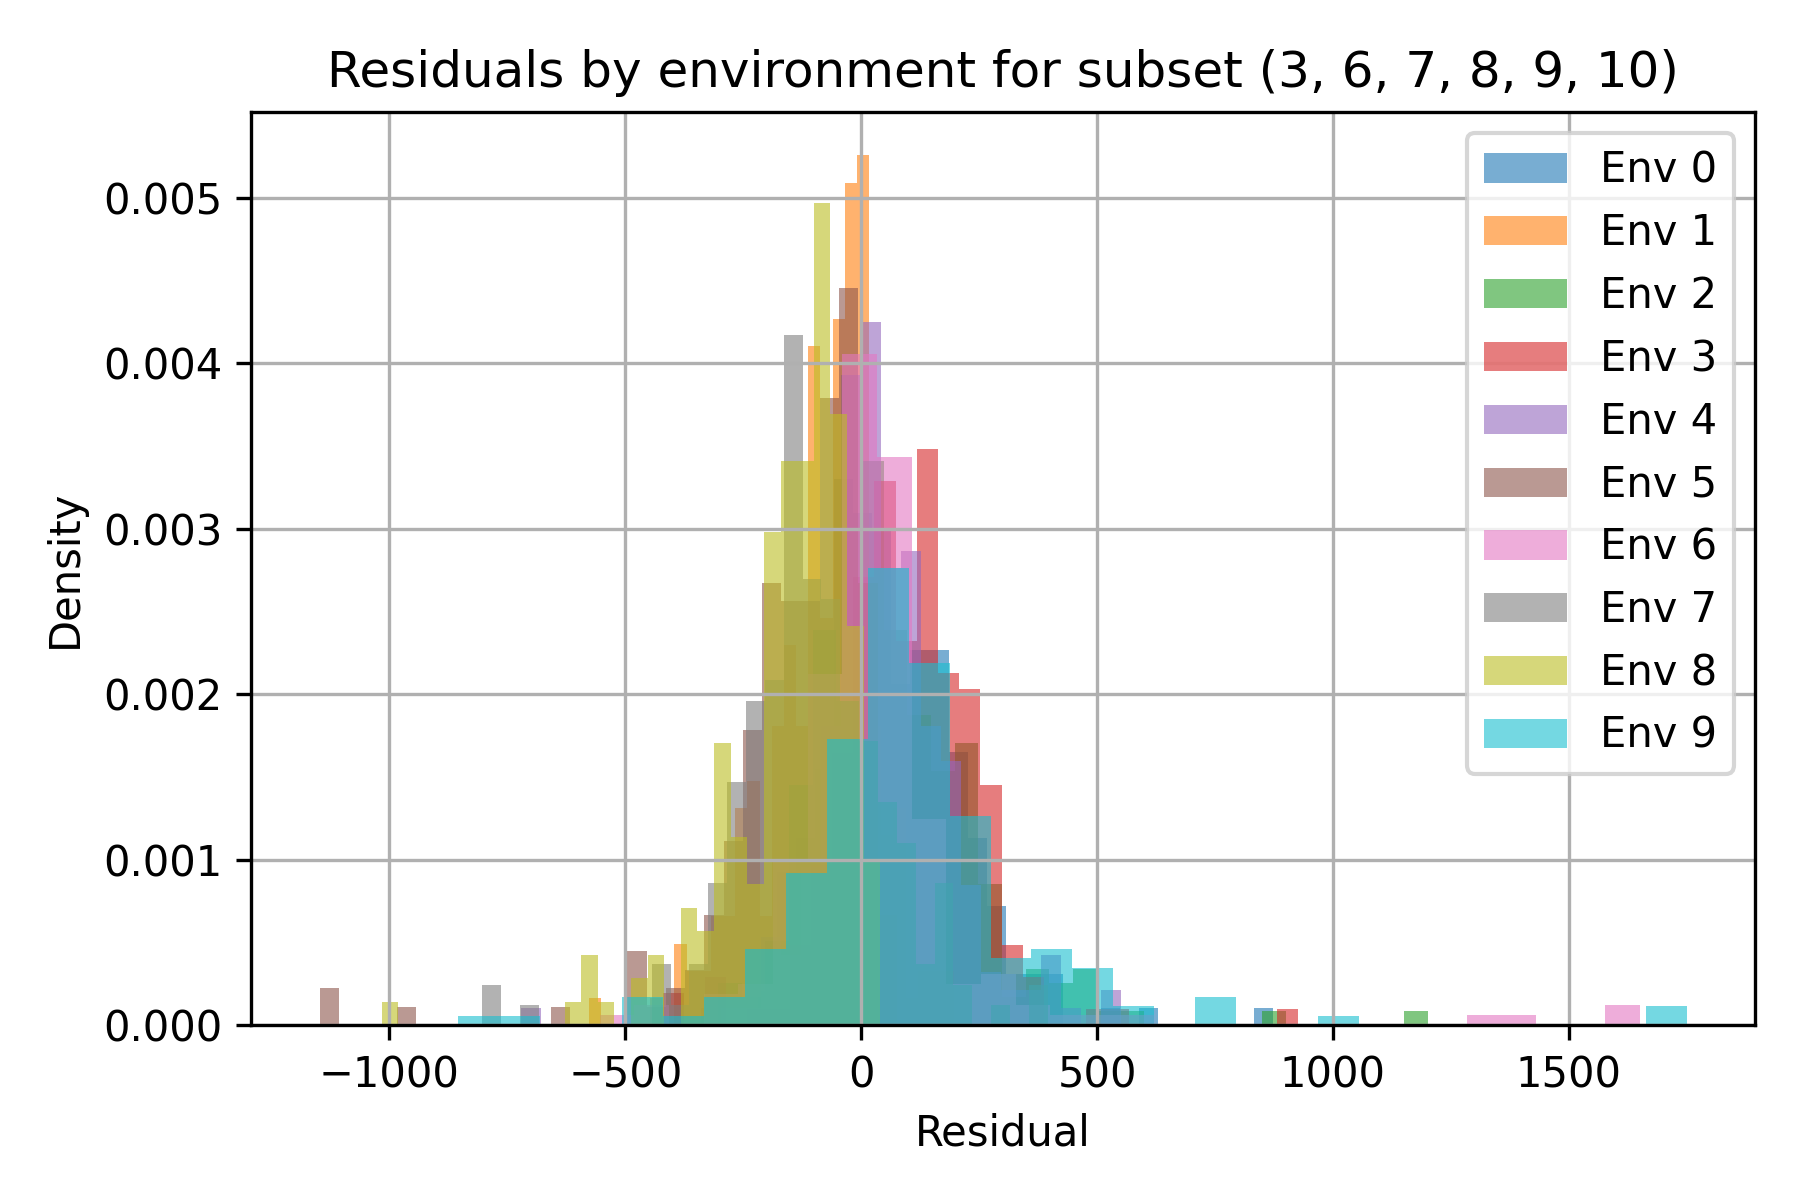 Residuals by environment for subset (3, 6, 7, 8, 9, 10)
Env 0
Env 1
Env 2
Env 3
Env 4
Env 5
Env 6
Env 7
Env 8
Env 9
Density
0.005
0.004
0.003
0.002
0.001
0.000
−1000 −500 0 500 1000 1500
Residual